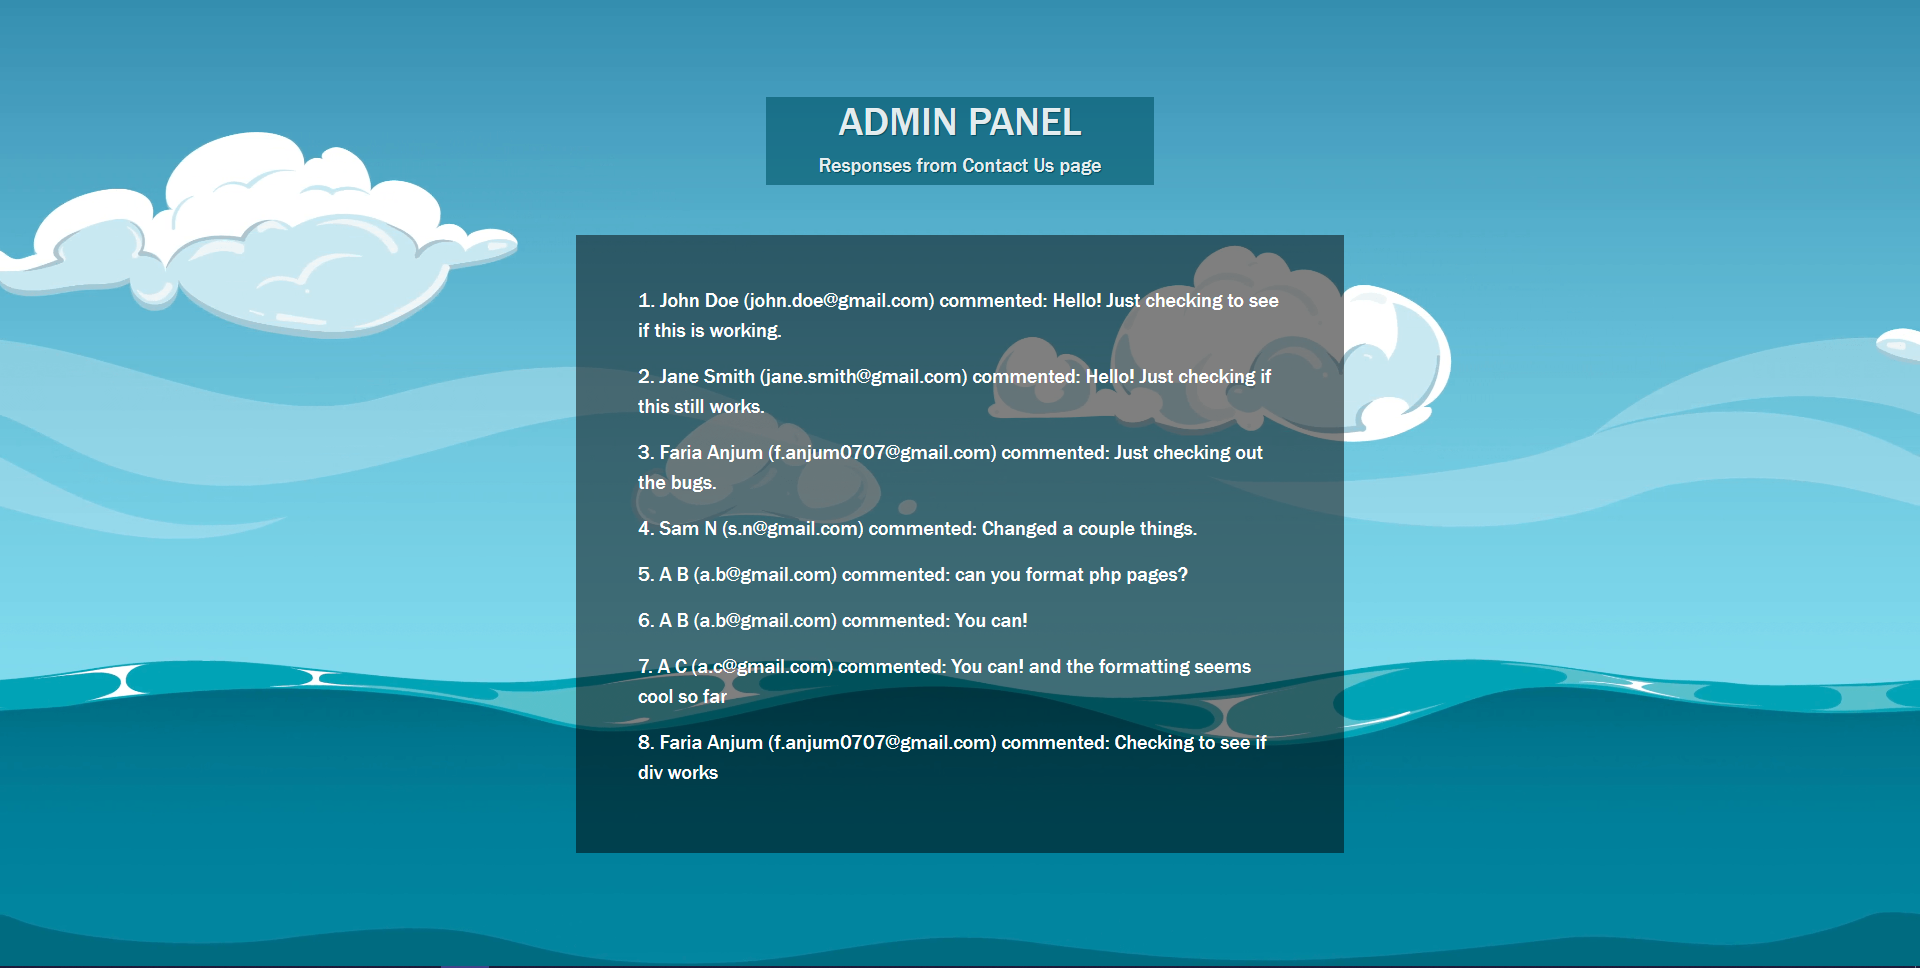 ADMIN PANEL
Responses from Contact Us page
1. John Doe (john.doe@gmail.com) commented: Hello! Just checking to see
if this is working.
2. Jane Smith (jane.smith@gmail.com) commented: Hello! Just checking if
this still works.
3. Faria Anjum (f.anjum0707@gmail.com) commented: Just checking out
the bugs.
4. Sam N (s.n@gmail.com) commented: Changed a couple things.
5. A B (a.b@gmail.com) commented: can you format php pages?
6. A B (a.b@gmail.com) commented: You can!
7. A C (a.c@gmail.com) commented: You can! and the formatting seems
cool so far
8. Faria Anjum (f.anjum0707@gmail.com) commented: Checking to see if
div works